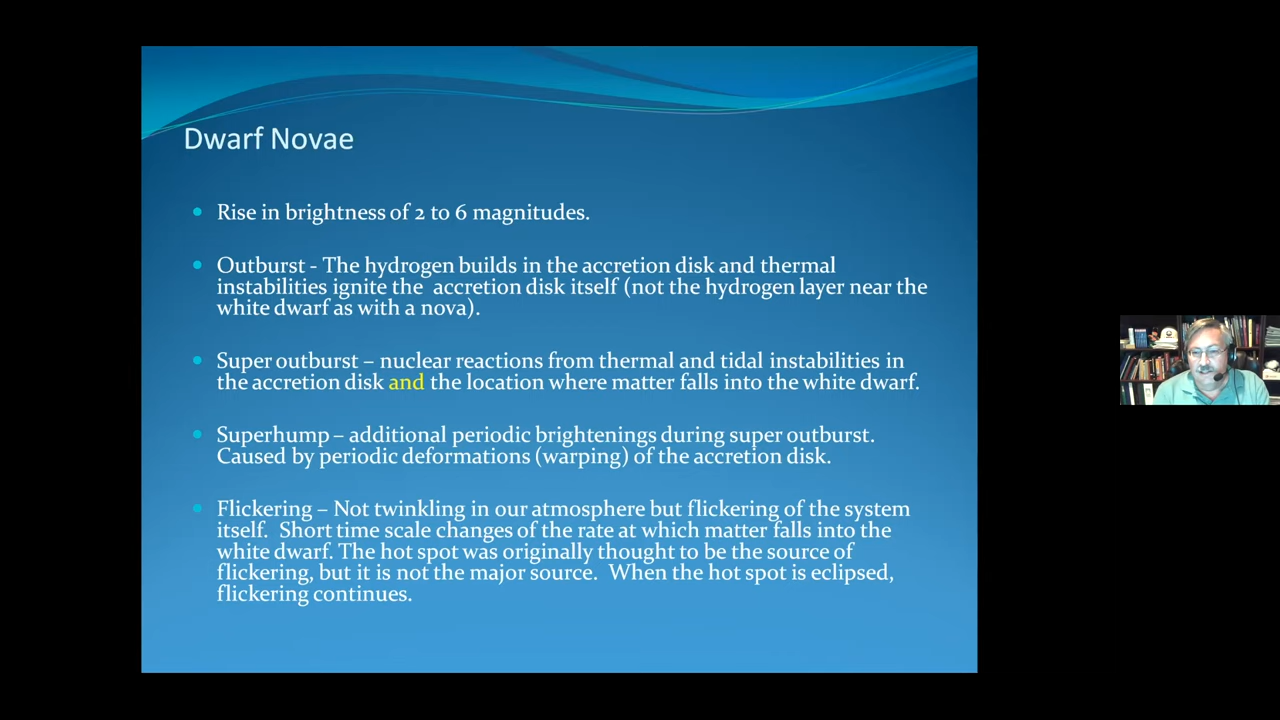 Dwarf Novae
Rise in brightness of 2 to 6 magnitudes.
Outburst - The hydrogen builds in the accretion disk and thermal
instabilities ignite the  accretion disk itself (not the hydrogen layer near the
white dwarf as with a nova).
Super outburst – nuclear reactions from thermal and tidal instabilities in
the accretion disk and the location where matter falls into the white dwarf.
Superhump – additional periodic brightenings during super outburst.
Caused by periodic deformations (warping) of the accretion disk.
Flickering – Not twinkling in our atmosphere but flickering of the system
itself.  Short time scale changes of the rate at which matter falls into the
white dwarf. The hot spot was originally thought to be the source of
flickering, but it is not the major source.  When the hot spot is eclipsed,
flickering continues.